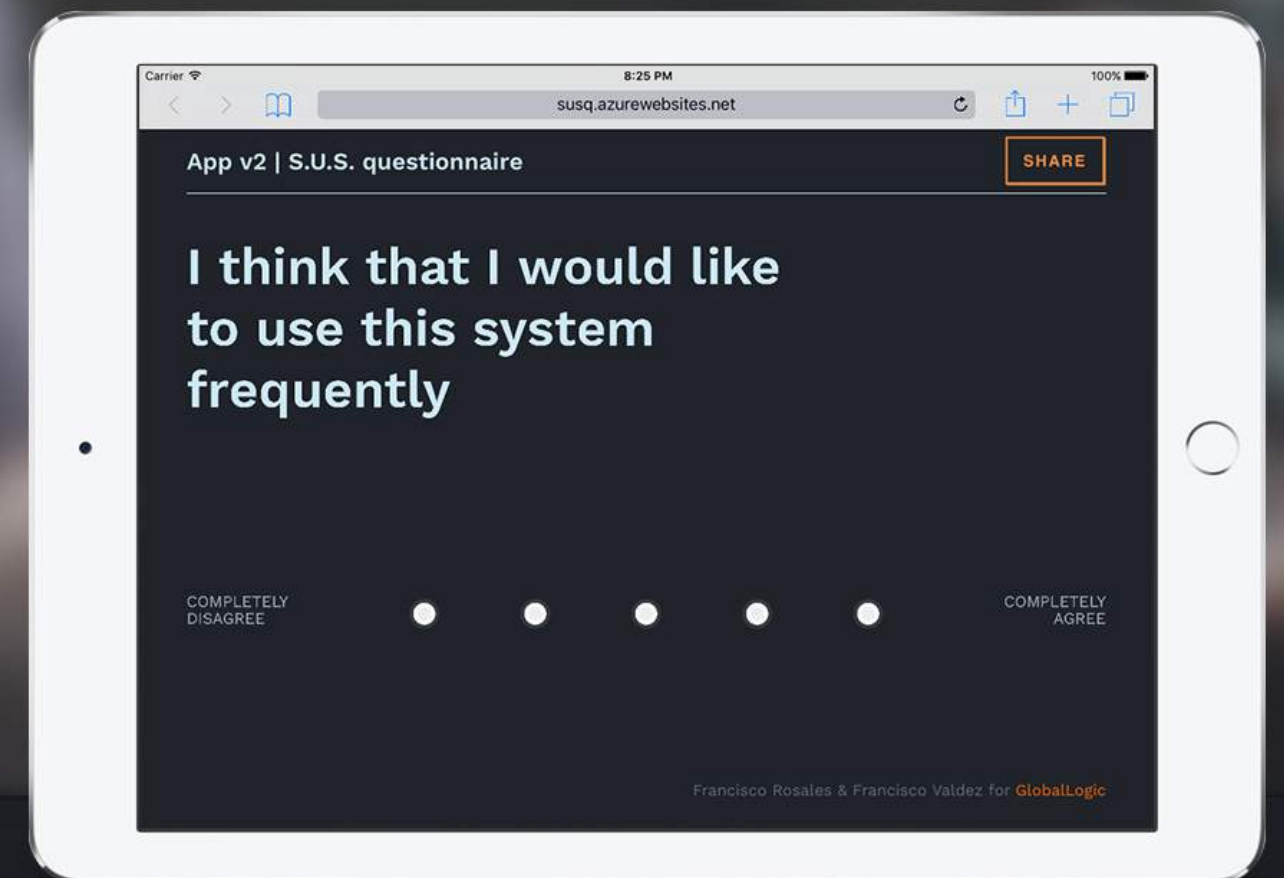 Carrier 8:25 PM 100%
susq.azurewebsites.net
App v2 | S.U.S. questionnaire
SHARE
I think that I would like
to use this system
frequently
COMPLETELY
DISAGREE
COMPLETELY
AGREE
Francisco Rosales & Francisco Valdez for GlobalLogic